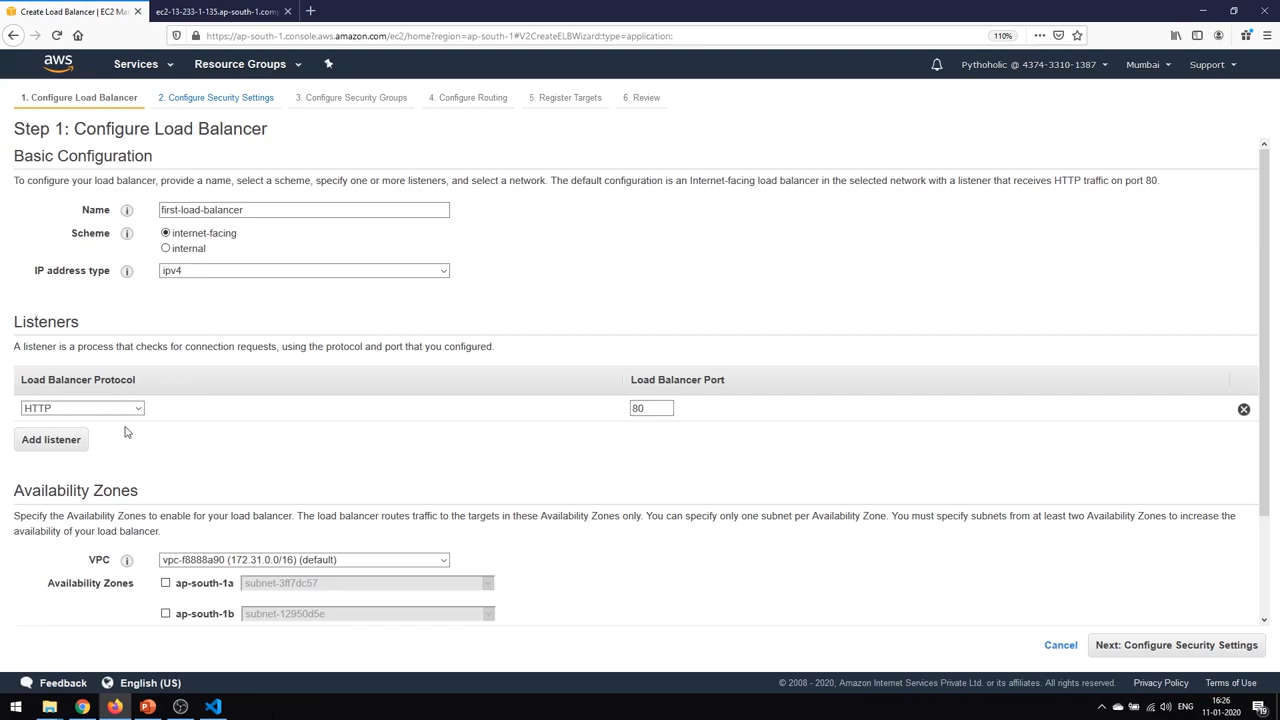 Create Load Balancer | EC2 Man
ec2-13-233-1-135.ap-south-1.comp
https://ap-south-1.console.aws.amazon.com/ec2/home?region=ap-south-1#V2CreateELBWizard:type=application:
110%
aws
Services
Resource Groups
Pythoholic @ 4374-3310-1387
Mumbai
Support
1. Configure Load Balancer
2. Configure Security Settings
3. Configure Security Groups
4. Configure Routing
5. Register Targets
6. Review
Step 1: Configure Load Balancer
Basic Configuration
To configure your load balancer, provide a name, select a scheme, specify one or more listeners, and select a network. The default configuration is an Internet-facing load balancer in the selected network with a listener that receives HTTP traffic on port 80.
Name
first-load-balancer
Scheme
internet-facing
internal
IP address type
ipv4
Listeners
A listener is a process that checks for connection requests, using the protocol and port that you configured.
Load Balancer Protocol
Load Balancer Port
HTTP
80
Add listener
Availability Zones
Specify the Availability Zones to enable for your load balancer. The load balancer routes traffic to the targets in these Availability Zones only. You can specify only one subnet per Availability Zone. You must specify subnets from at least two Availability Zones to increase the
availability of your load balancer.
VPC
vpc-f8888a90 (172.31.0.0/16) (default)
Availability Zones
ap-south-1a
subnet-3ff7dc57
ap-south-1b
subnet-12950d5e
Cancel
Next: Configure Security Settings
Feedback
English (US)
© 2008 - 2020, Amazon Internet Services Private Ltd. or its affiliates. All rights reserved.
Privacy Policy
Terms of Use
ENG
16:26
11-01-2020
19